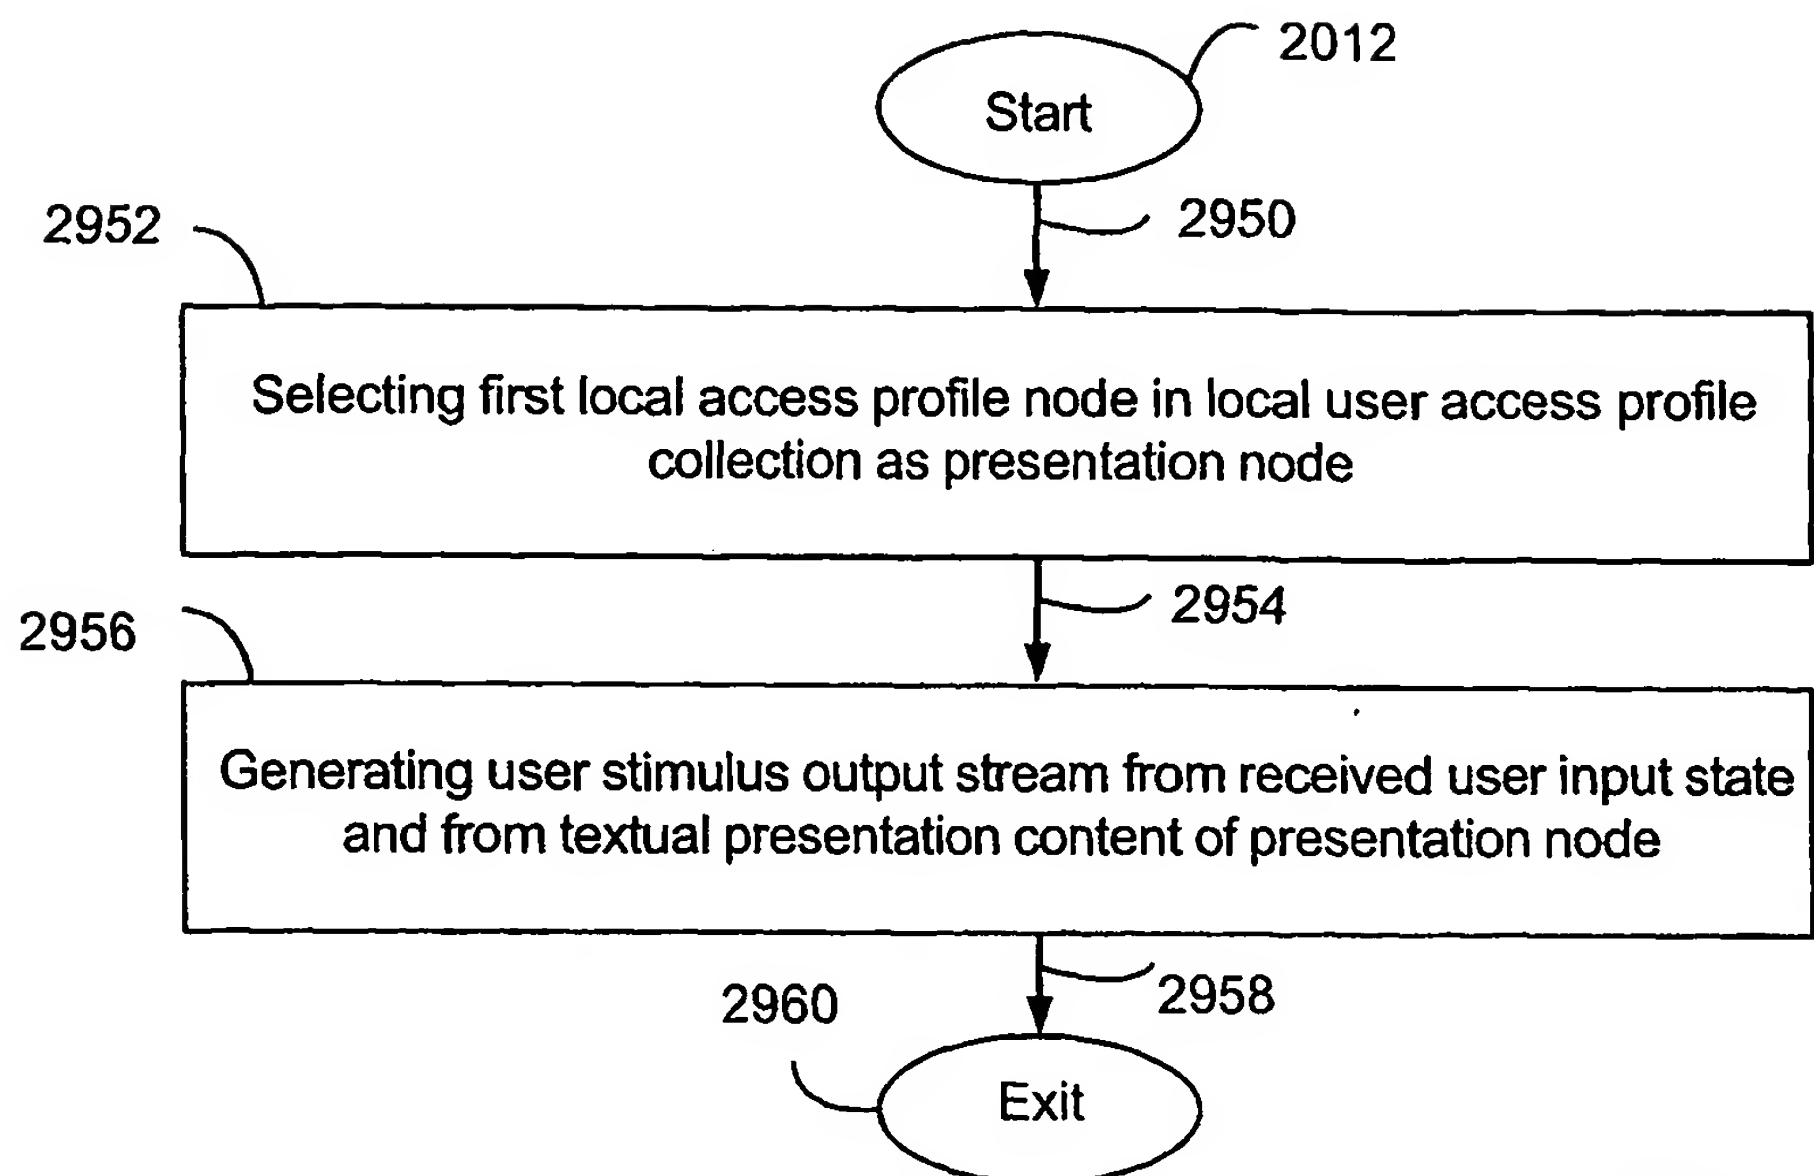 2012
Start
2950
2952
Selecting first local access profile node in local user access profile
collection as presentation node
2954
2956
Generating user stimulus output stream from received user input state
and from textual presentation content of presentation node
2958
2960
Exit